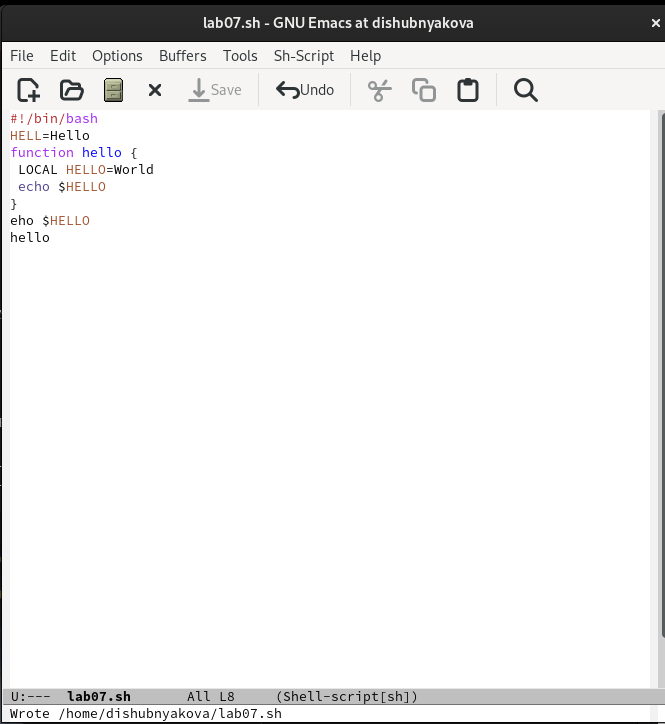 lab07.sh - GNU Emacs at dishubnyakova
File Edit Options Buffers Tools Sh-Script Help
Save Undo
#!/bin/bash
HELL=Hello
function hello {
 LOCAL HELLO=World
 echo $HELLO
}
eho $HELLO
hello
U:--- lab07.sh All L8 (Shell-script[sh])
Wrote /home/dishubnyakova/lab07.sh